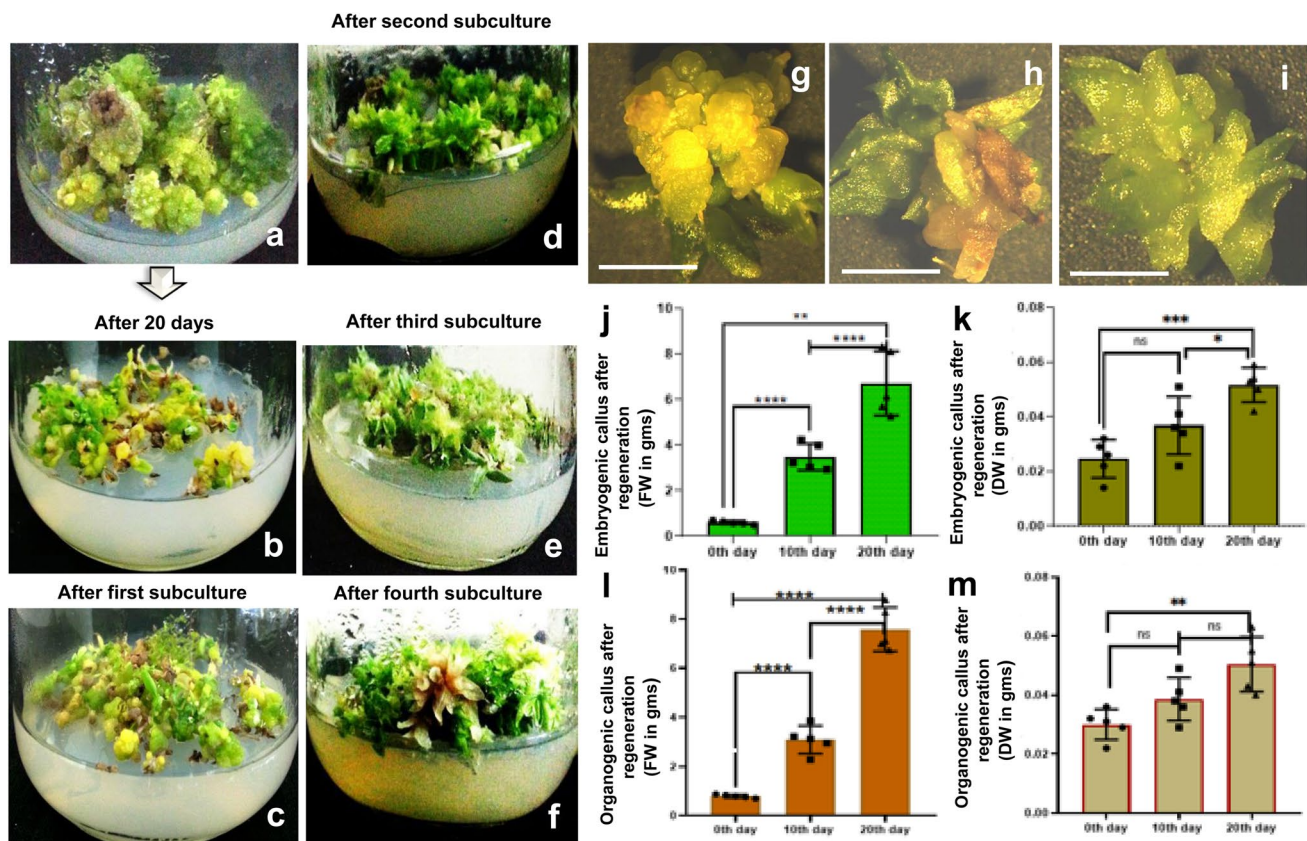 After second subculture
a
d
g
h
i
After 20 days
After third subculture
b
e
After first subculture
After fourth subculture
c
f
j
Embryogenic callus after
regeneration
(FW in gms)
10
8
6
4
2
0
**
****
****
0th day
10th day
20th day
k
Embryogenic callus after
regeneration
(DW in gms)
0.08
0.06
0.04
0.02
0.00
***
ns
*
0th day
10th day
20th day
l
Organogenic callus after
regeneration
(FW in gms)
10
8
6
4
2
0
****
****
****
0th day
10th day
20th day
m
Organogenic callus after
regeneration
(DW in gms)
0.08
0.06
0.04
0.02
0.00
**
ns
ns
0th day
10th day
20th day